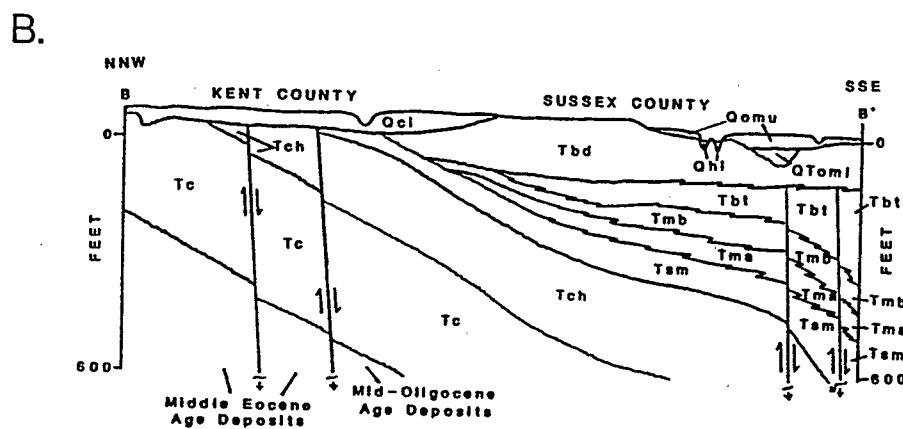 B.
NNW
SSE
B
KENT COUNTY
SUSSEX COUNTY
B'
0
Qcl
Qomu
0
Tch
Tbd
Qhl
QToml
Tc
Tbt
Tbt
Tbt
Tmb
Tc
Tma
Tmb
FEET
FEET
Tsm
Tch
Tma
Tmb
Tc
Tsm
Tma
Tsm
600
600
Middle Eocene
Age Deposits
Mid-Oligocene
Age Deposits